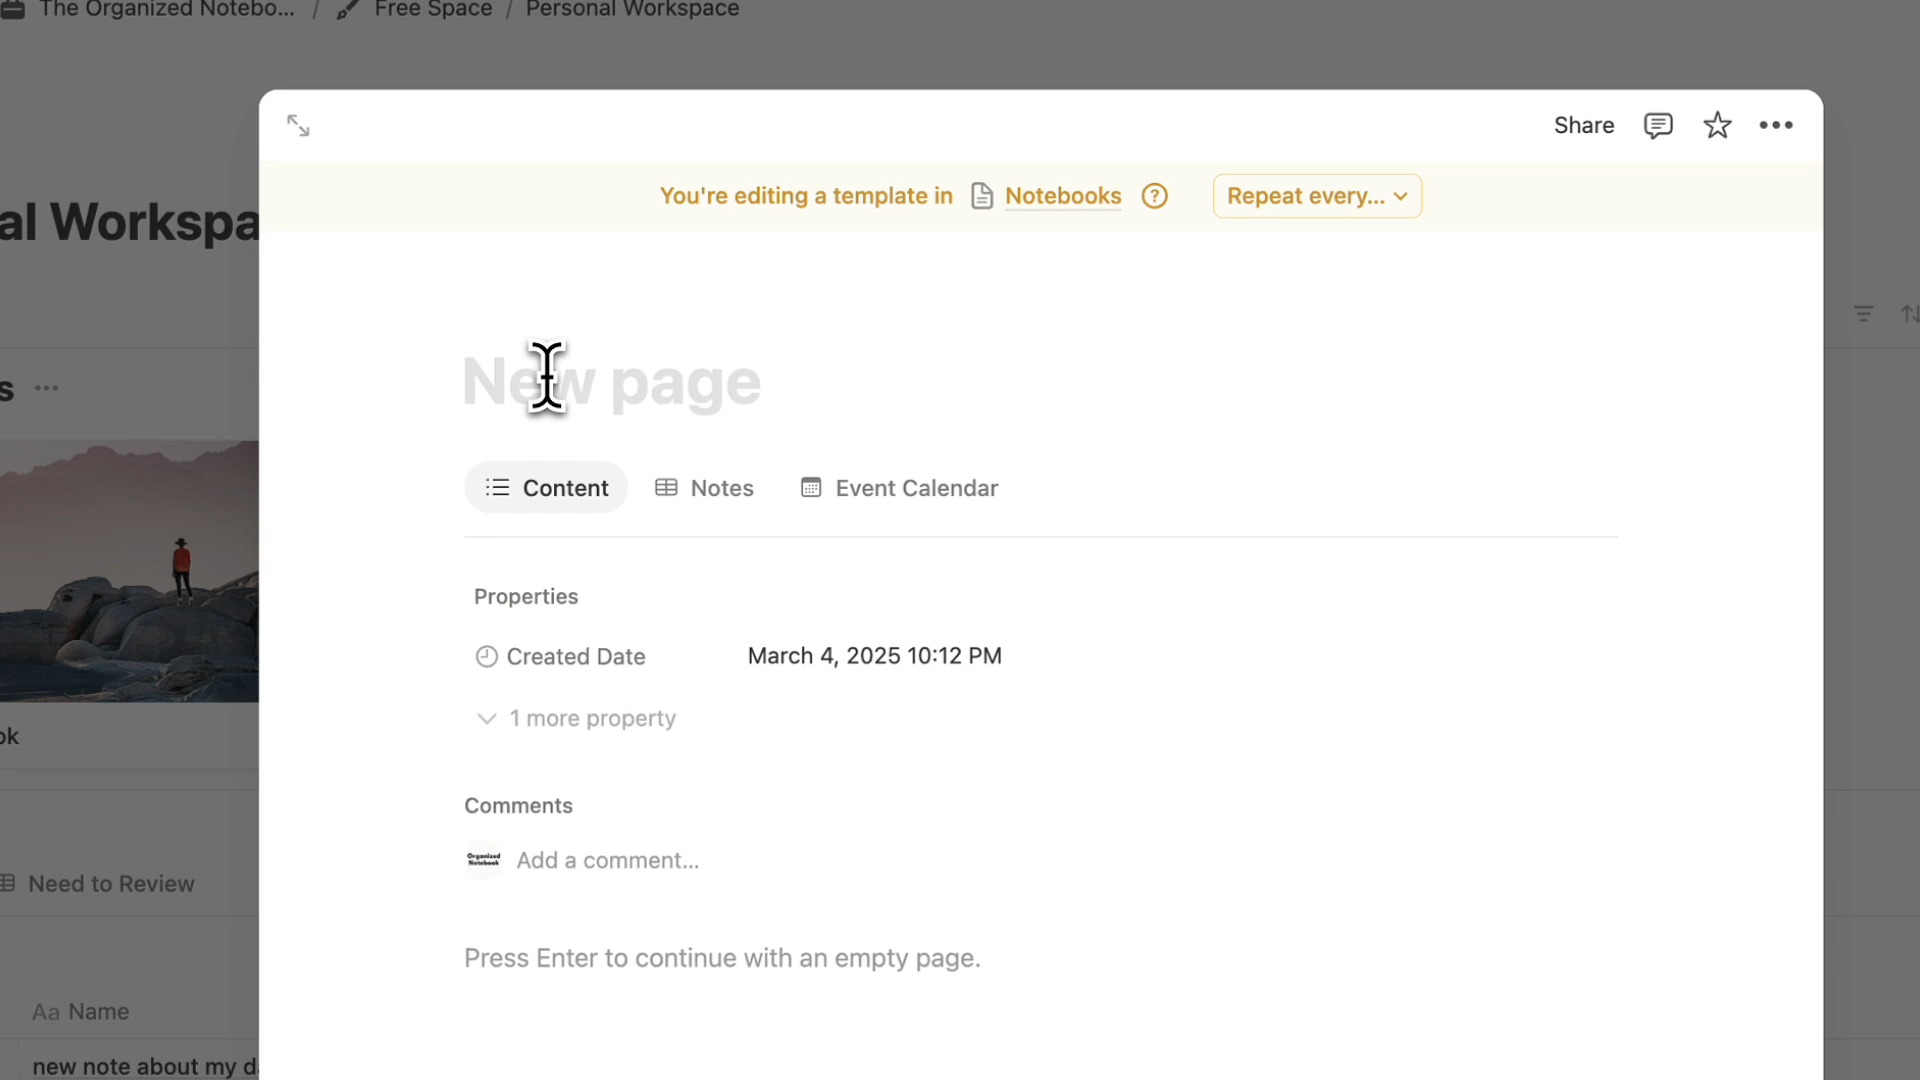 The Organized Notebo... / Free Space / Personal Workspace
Share
You're editing a template in Notebooks ? Repeat every...
al Workspa
New page
s
Content Notes Event Calendar
Properties
Created Date March 4, 2025 10:12 PM
1 more property
ok
Comments
Organized
Notebook
Add a comment...
Need to Review
Press Enter to continue with an empty page.
Aa Name
new note about my d